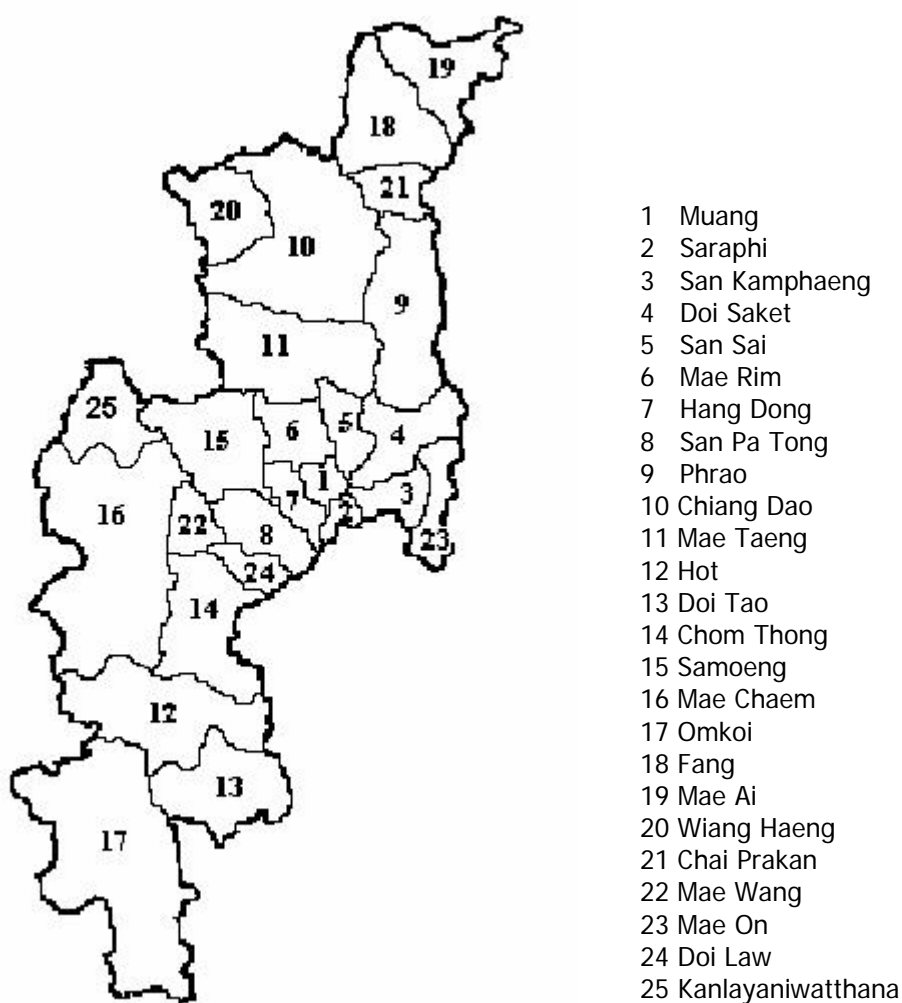 19
18
21
20
10
9
11
25
15
6
5
4
1
3
7
16
22
8
2
23
24
14
12
13
17
1 Muang
2 Saraphi
3 San Kamphaeng
4 Doi Saket
5 San Sai
6 Mae Rim
7 Hang Dong
8 San Pa Tong
9 Phrao
10 Chiang Dao
11 Mae Taeng
12 Hot
13 Doi Tao
14 Chom Thong
15 Samoeng
16 Mae Chaem
17 Omkoi
18 Fang
19 Mae Ai
20 Wiang Haeng
21 Chai Prakan
22 Mae Wang
23 Mae On
24 Doi Law
25 Kanlayaniwatthana